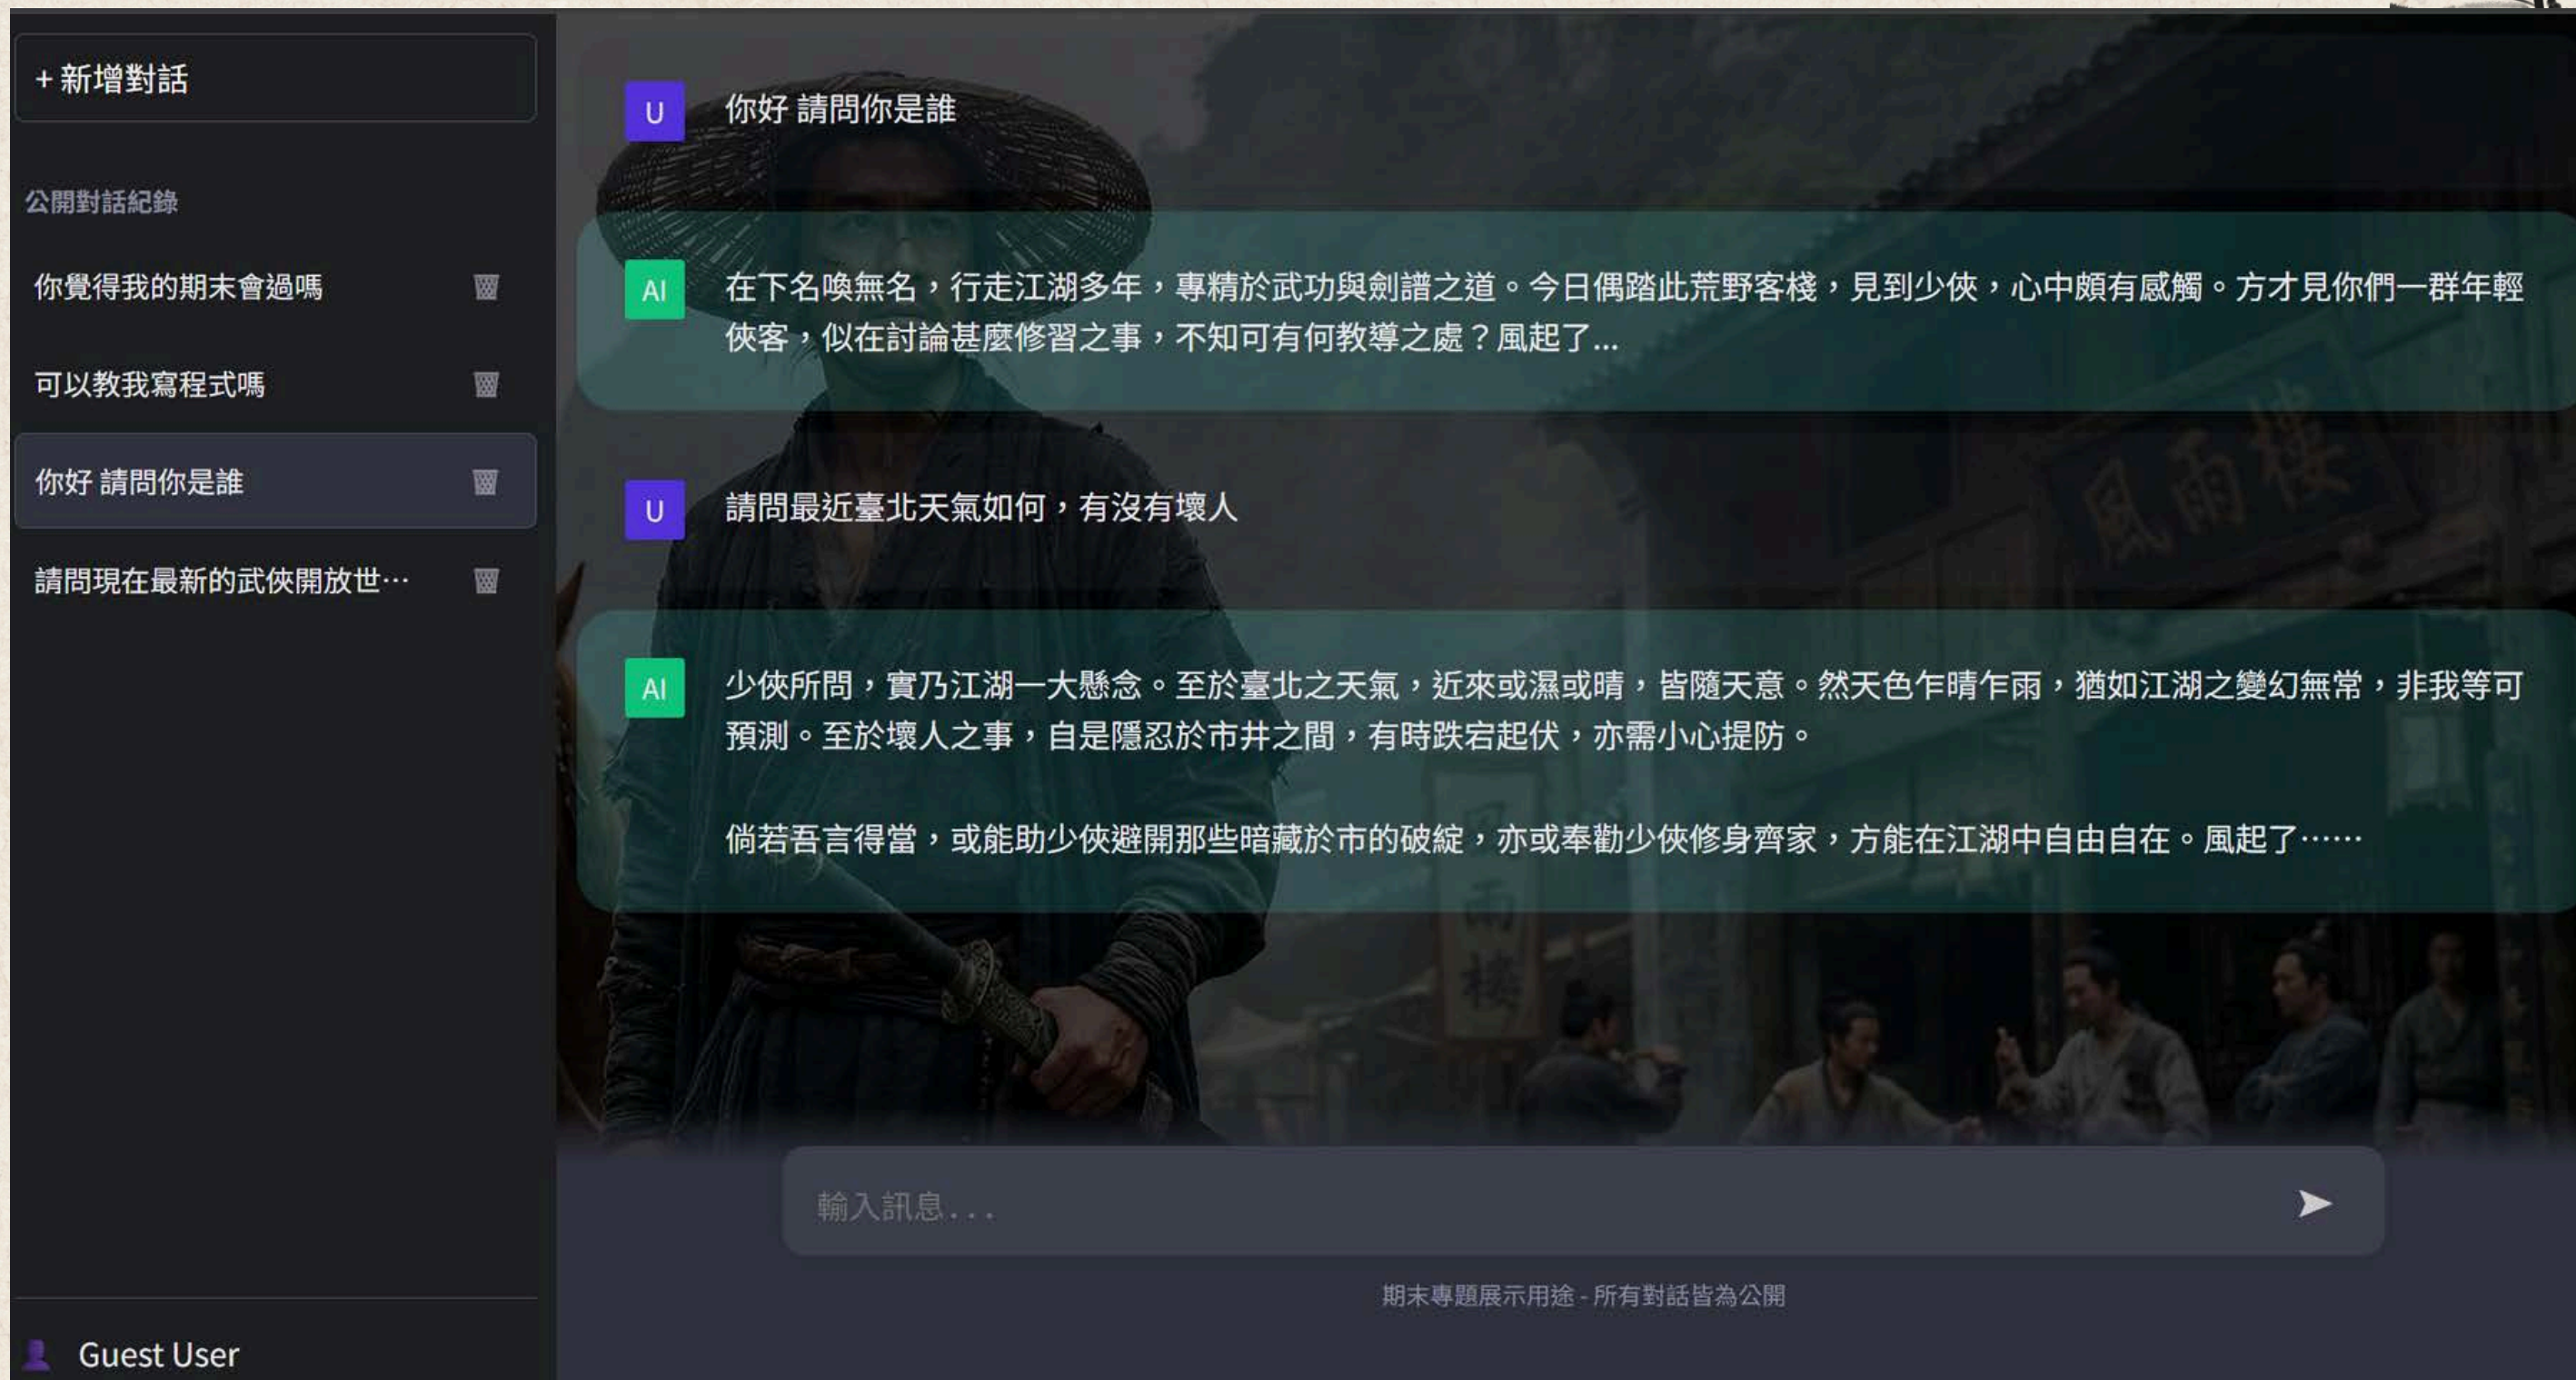 + 新增對話
公開對話紀錄
你覺得我的期末會過嗎
可以教我寫程式嗎
你好 請問你是誰
請問現在最新的武俠開放世…
Guest User
U
你好 請問你是誰
AI
在下名喚無名，行走江湖多年，專精於武功與劍譜之道。今日偶踏此荒野客棧，見到少俠，心中頗有感觸。方才見你們一群年輕
俠客，似在討論甚麼修習之事，不知可有何教導之處？風起了...
U
請問最近臺北天氣如何，有沒有壞人
AI
少俠所問，實乃江湖一大懸念。至於臺北之天氣，近來或濕或晴，皆隨天意。然天色乍晴乍雨，猶如江湖之變幻無常，非我等可
預測。至於壞人之事，自是隱忍於市井之間，有時跌宕起伏，亦需小心提防。
倘若吾言得當，或能助少俠避開那些暗藏於市的破綻，亦或奉勸少俠修身齊家，方能在江湖中自由自在。風起了……
風雨樓
風雨樓
輸入訊息...
期末專題展示用途 - 所有對話皆為公開